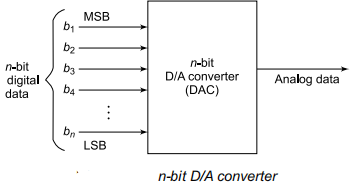 MSB
b1
b2
b3
b4
⋮
bn
LSB
n-bit
digital
data
n-bit
D/A converter
(DAC)
Analog data
n-bit D/A converter